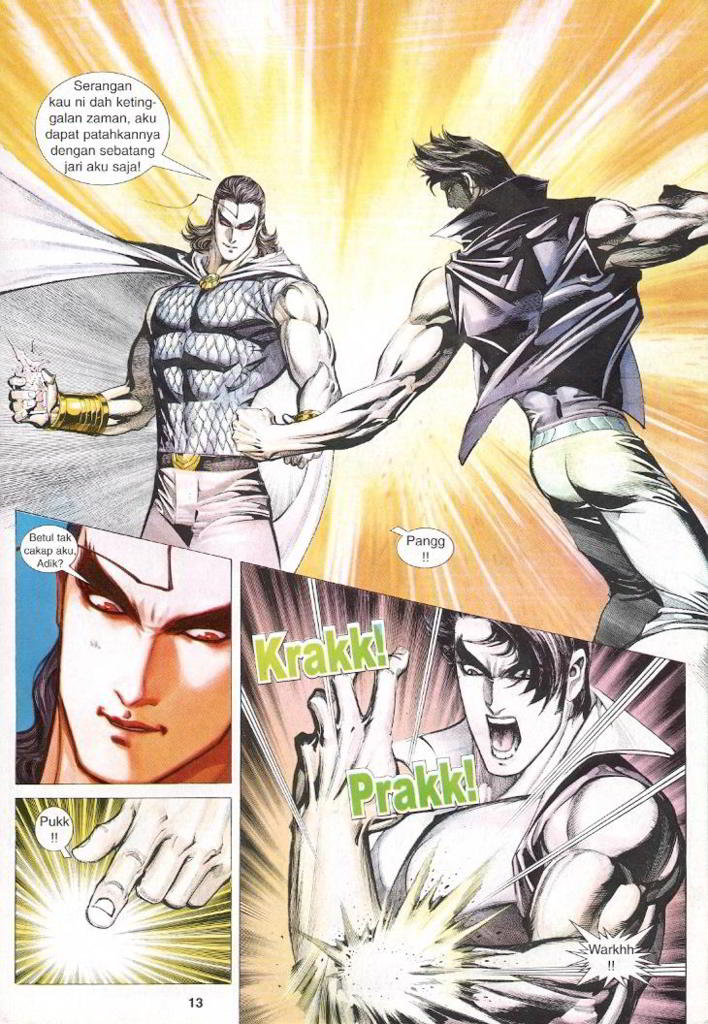 Serangan
kau ni dah keting-
galan zaman, aku
dapat patahkannya
dengan sebatang
jari aku saja!
Pangg
!!
Betul tak
cakap aku,
Adik?
Krakk!
Prakk!
Pukk
!!
Warkhh
!!
13